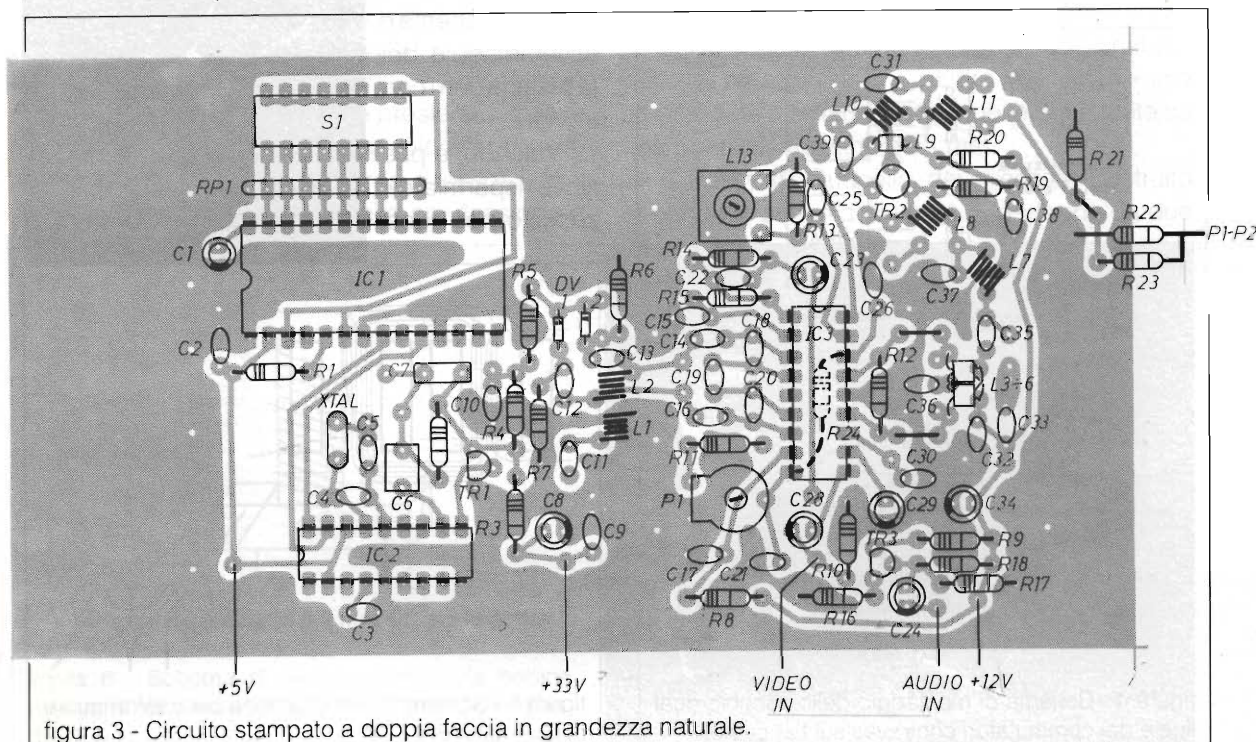 C31
L10
L11
S1
C39
L9
R20
R21
L13
RP1
C25
R19
R22
P1-P2
TR2
L8
C38
R13
R23
C1
R14
C23
IC1
R5
DV
R6
C22
C37
L7
1
2
R15
C26
C15
C18
IC3
C35
C2
C13
C14
R12
R1
C7
L2
C19
C20
L3÷6
C10
C12
C36
XTAL
C16
C33
C5
R4
L1
R24
R7
R11
C32
C11
C30
TR1
C4
C6
P1
C28
C29
C34
R3
C8
C9
TR3
IC2
R9
C17
C21
R10
R18
R17
C3
R8
R16
C24
+5V
+33V
VIDEO
IN
AUDIO
IN
+12V
figura 3 - Circuito stampato a doppia faccia in grandezza naturale.